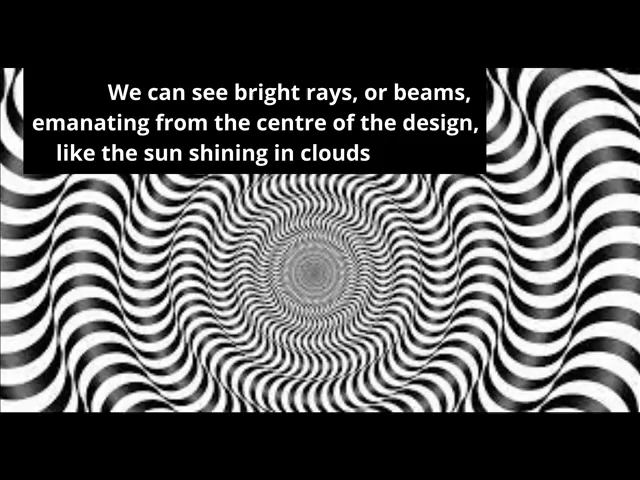 We can see bright rays, or beams,
emanating from the centre of the design,
like the sun shining in clouds